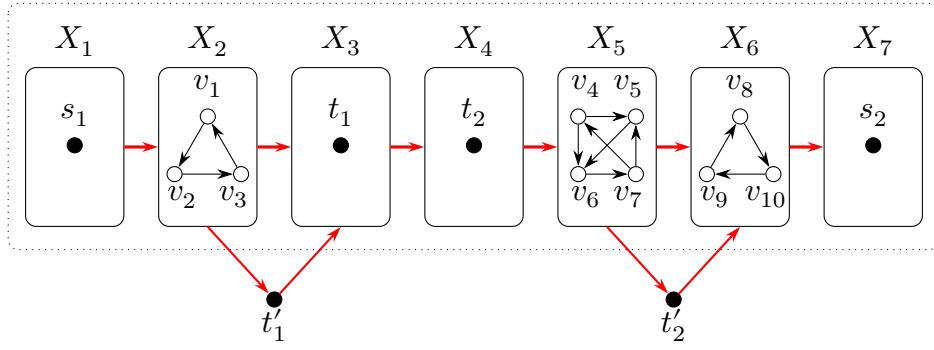 X₁ X₂ X₃ X₄ X₅ X₆ X₇
v₁ v₄ v₅ v₈
s₁ t₁ t₂ s₂
v₂ v₃ v₆ v₇ v₉ v₁₀
t′₁ t′₂